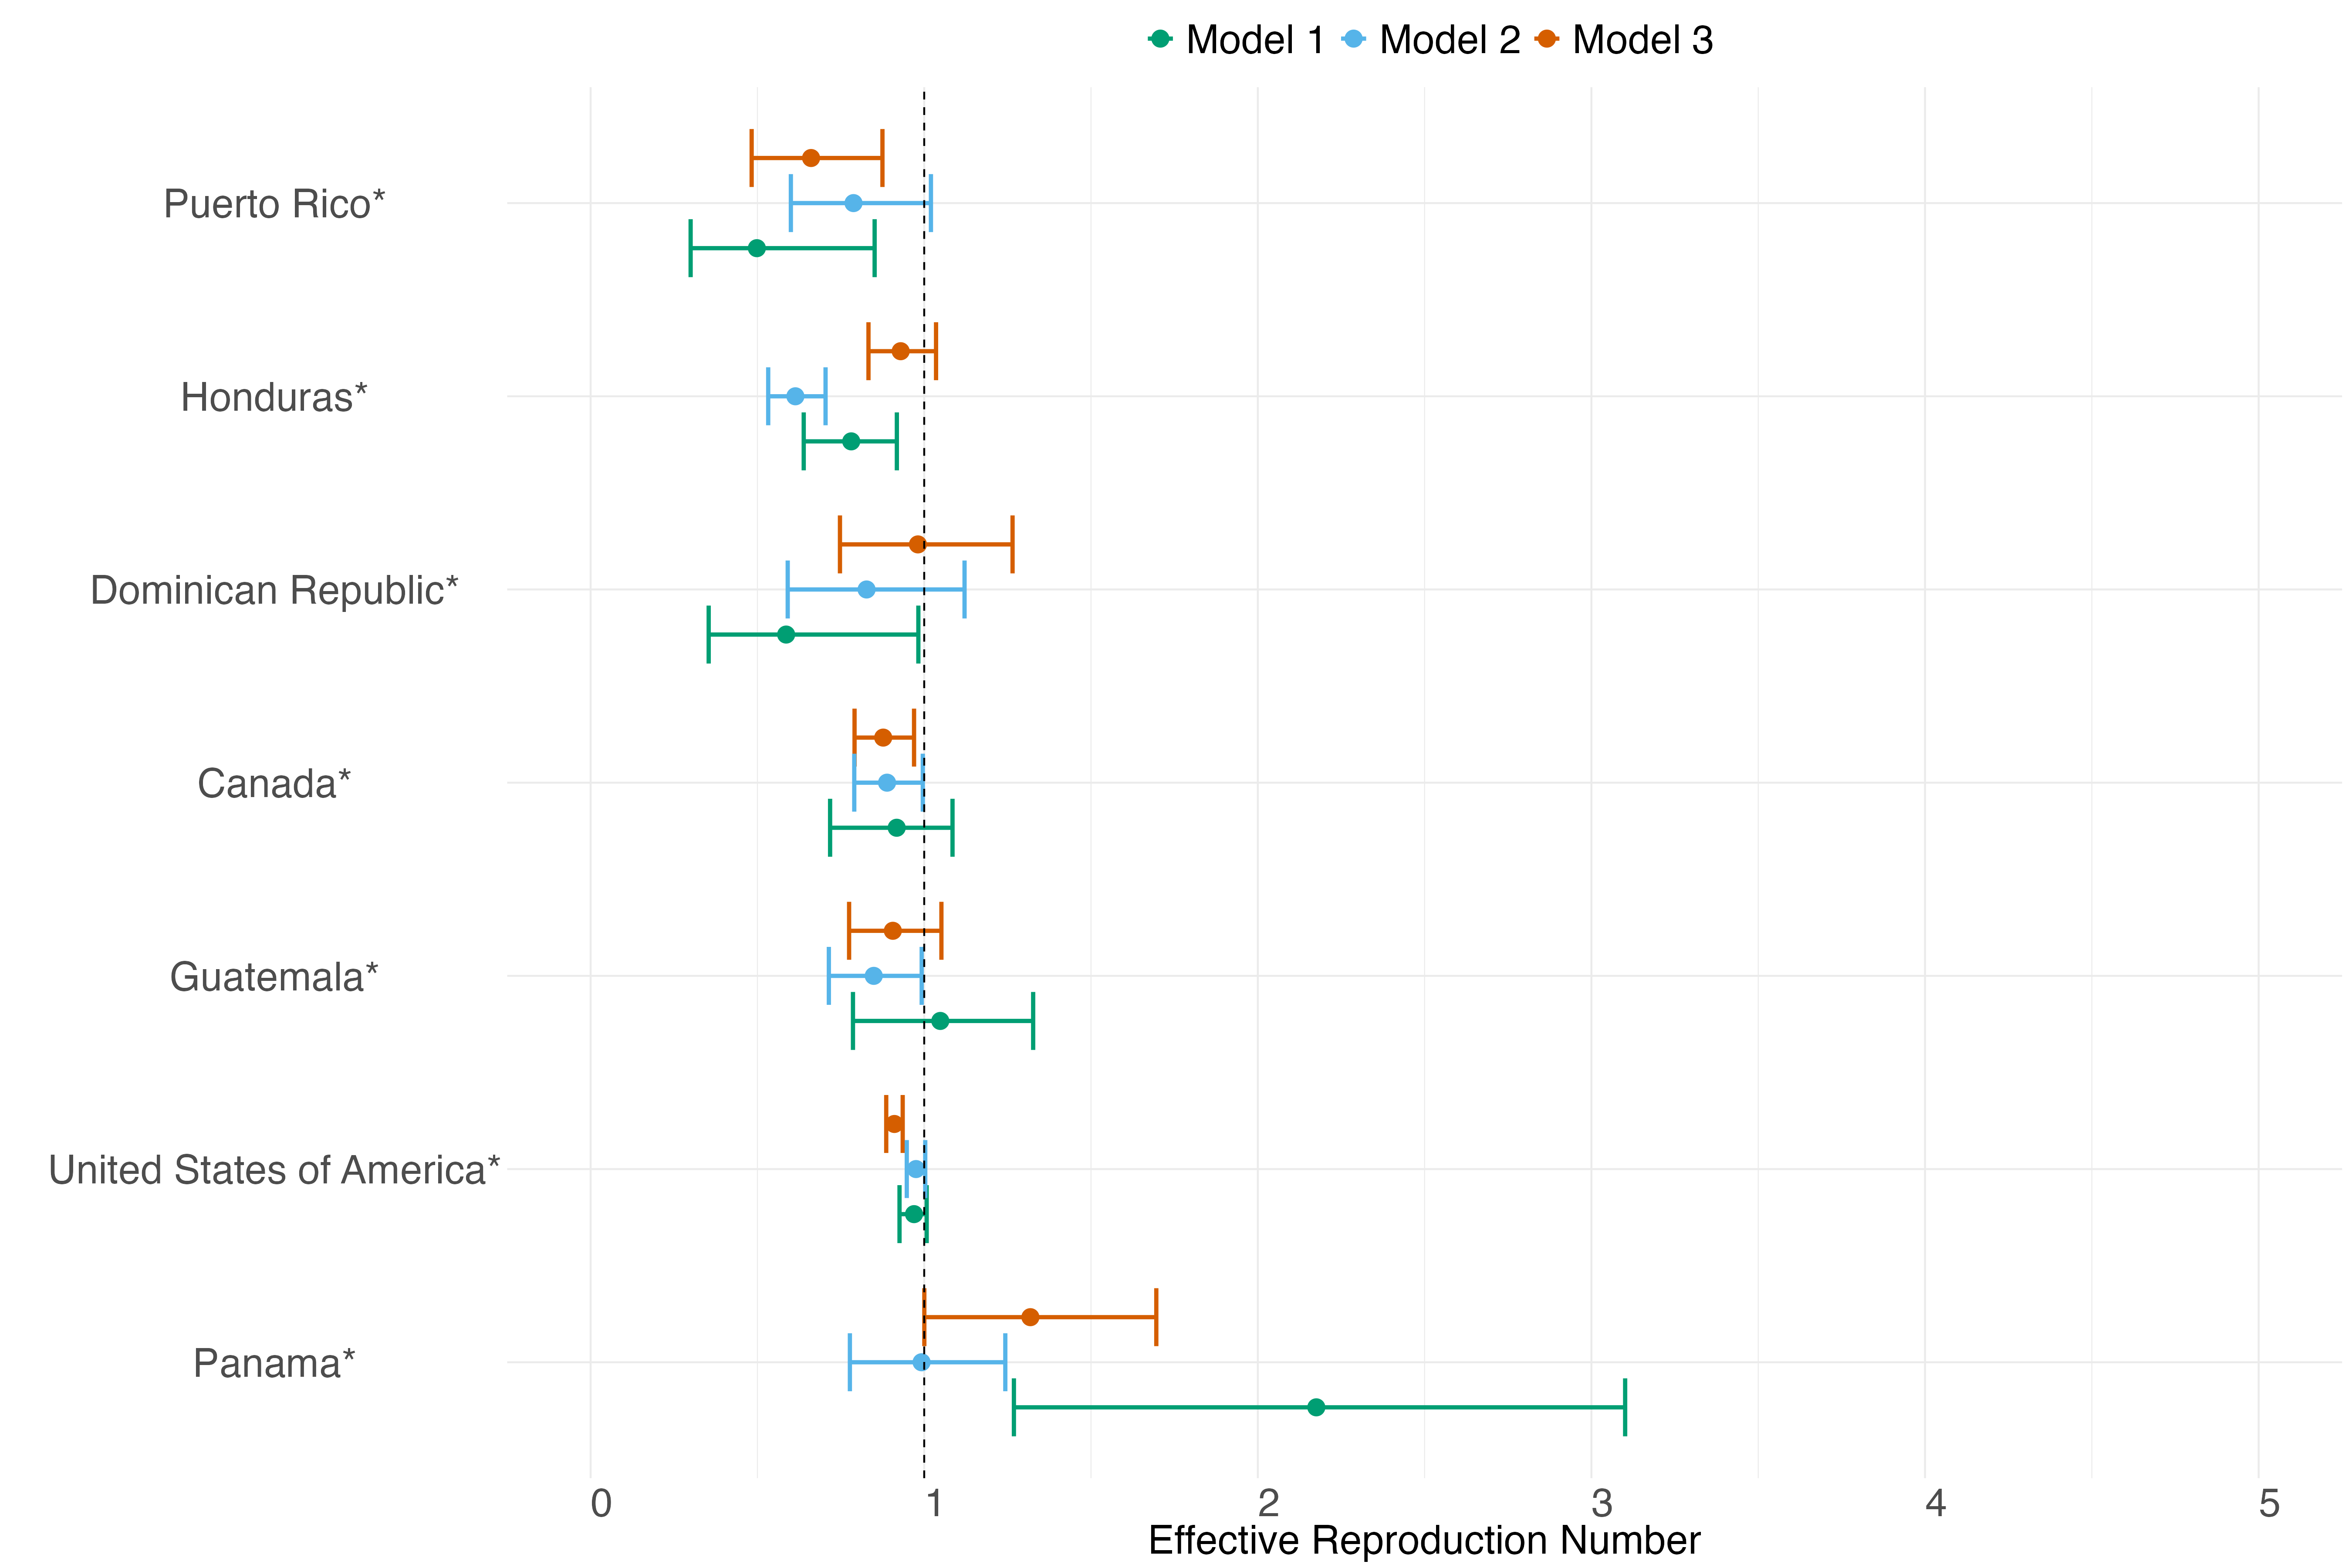 Model 1 Model 2 Model 3
Puerto Rico*
Honduras*
Dominican Republic*
Canada*
Guatemala*
United States of America*
Panama*
0 1 2 3 4 5
Effective Reproduction Number